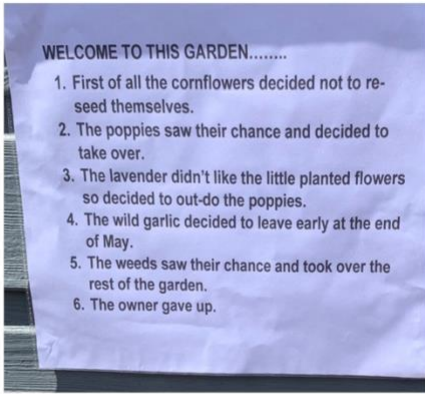 WELCOME TO THIS GARDEN........
1. First of all the cornflowers decided not to re-
seed themselves.
2. The poppies saw their chance and decided to
take over.
3. The lavender didn't like the little planted flowers
so decided to out-do the poppies.
4. The wild garlic decided to leave early at the end
of May.
5. The weeds saw their chance and took over the
rest of the garden.
6. The owner gave up.